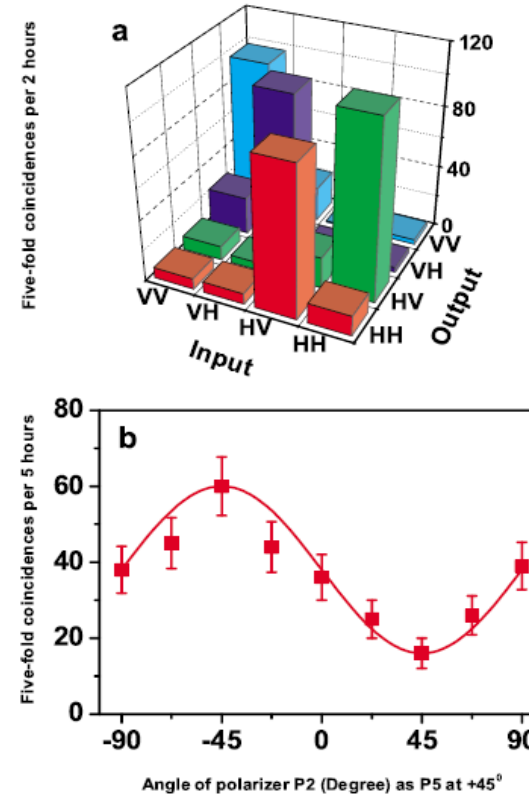 a
Five-fold coincidences per 2 hours
120
80
40
0
VV
VH
HV
HH
Output
VV
VH
HV
HH
Input
b
Five-fold coincidences per 5 hours
80
60
40
20
0
-90
-45
0
45
90
Angle of polarizer P2 (Degree) as P5 at +45⁰